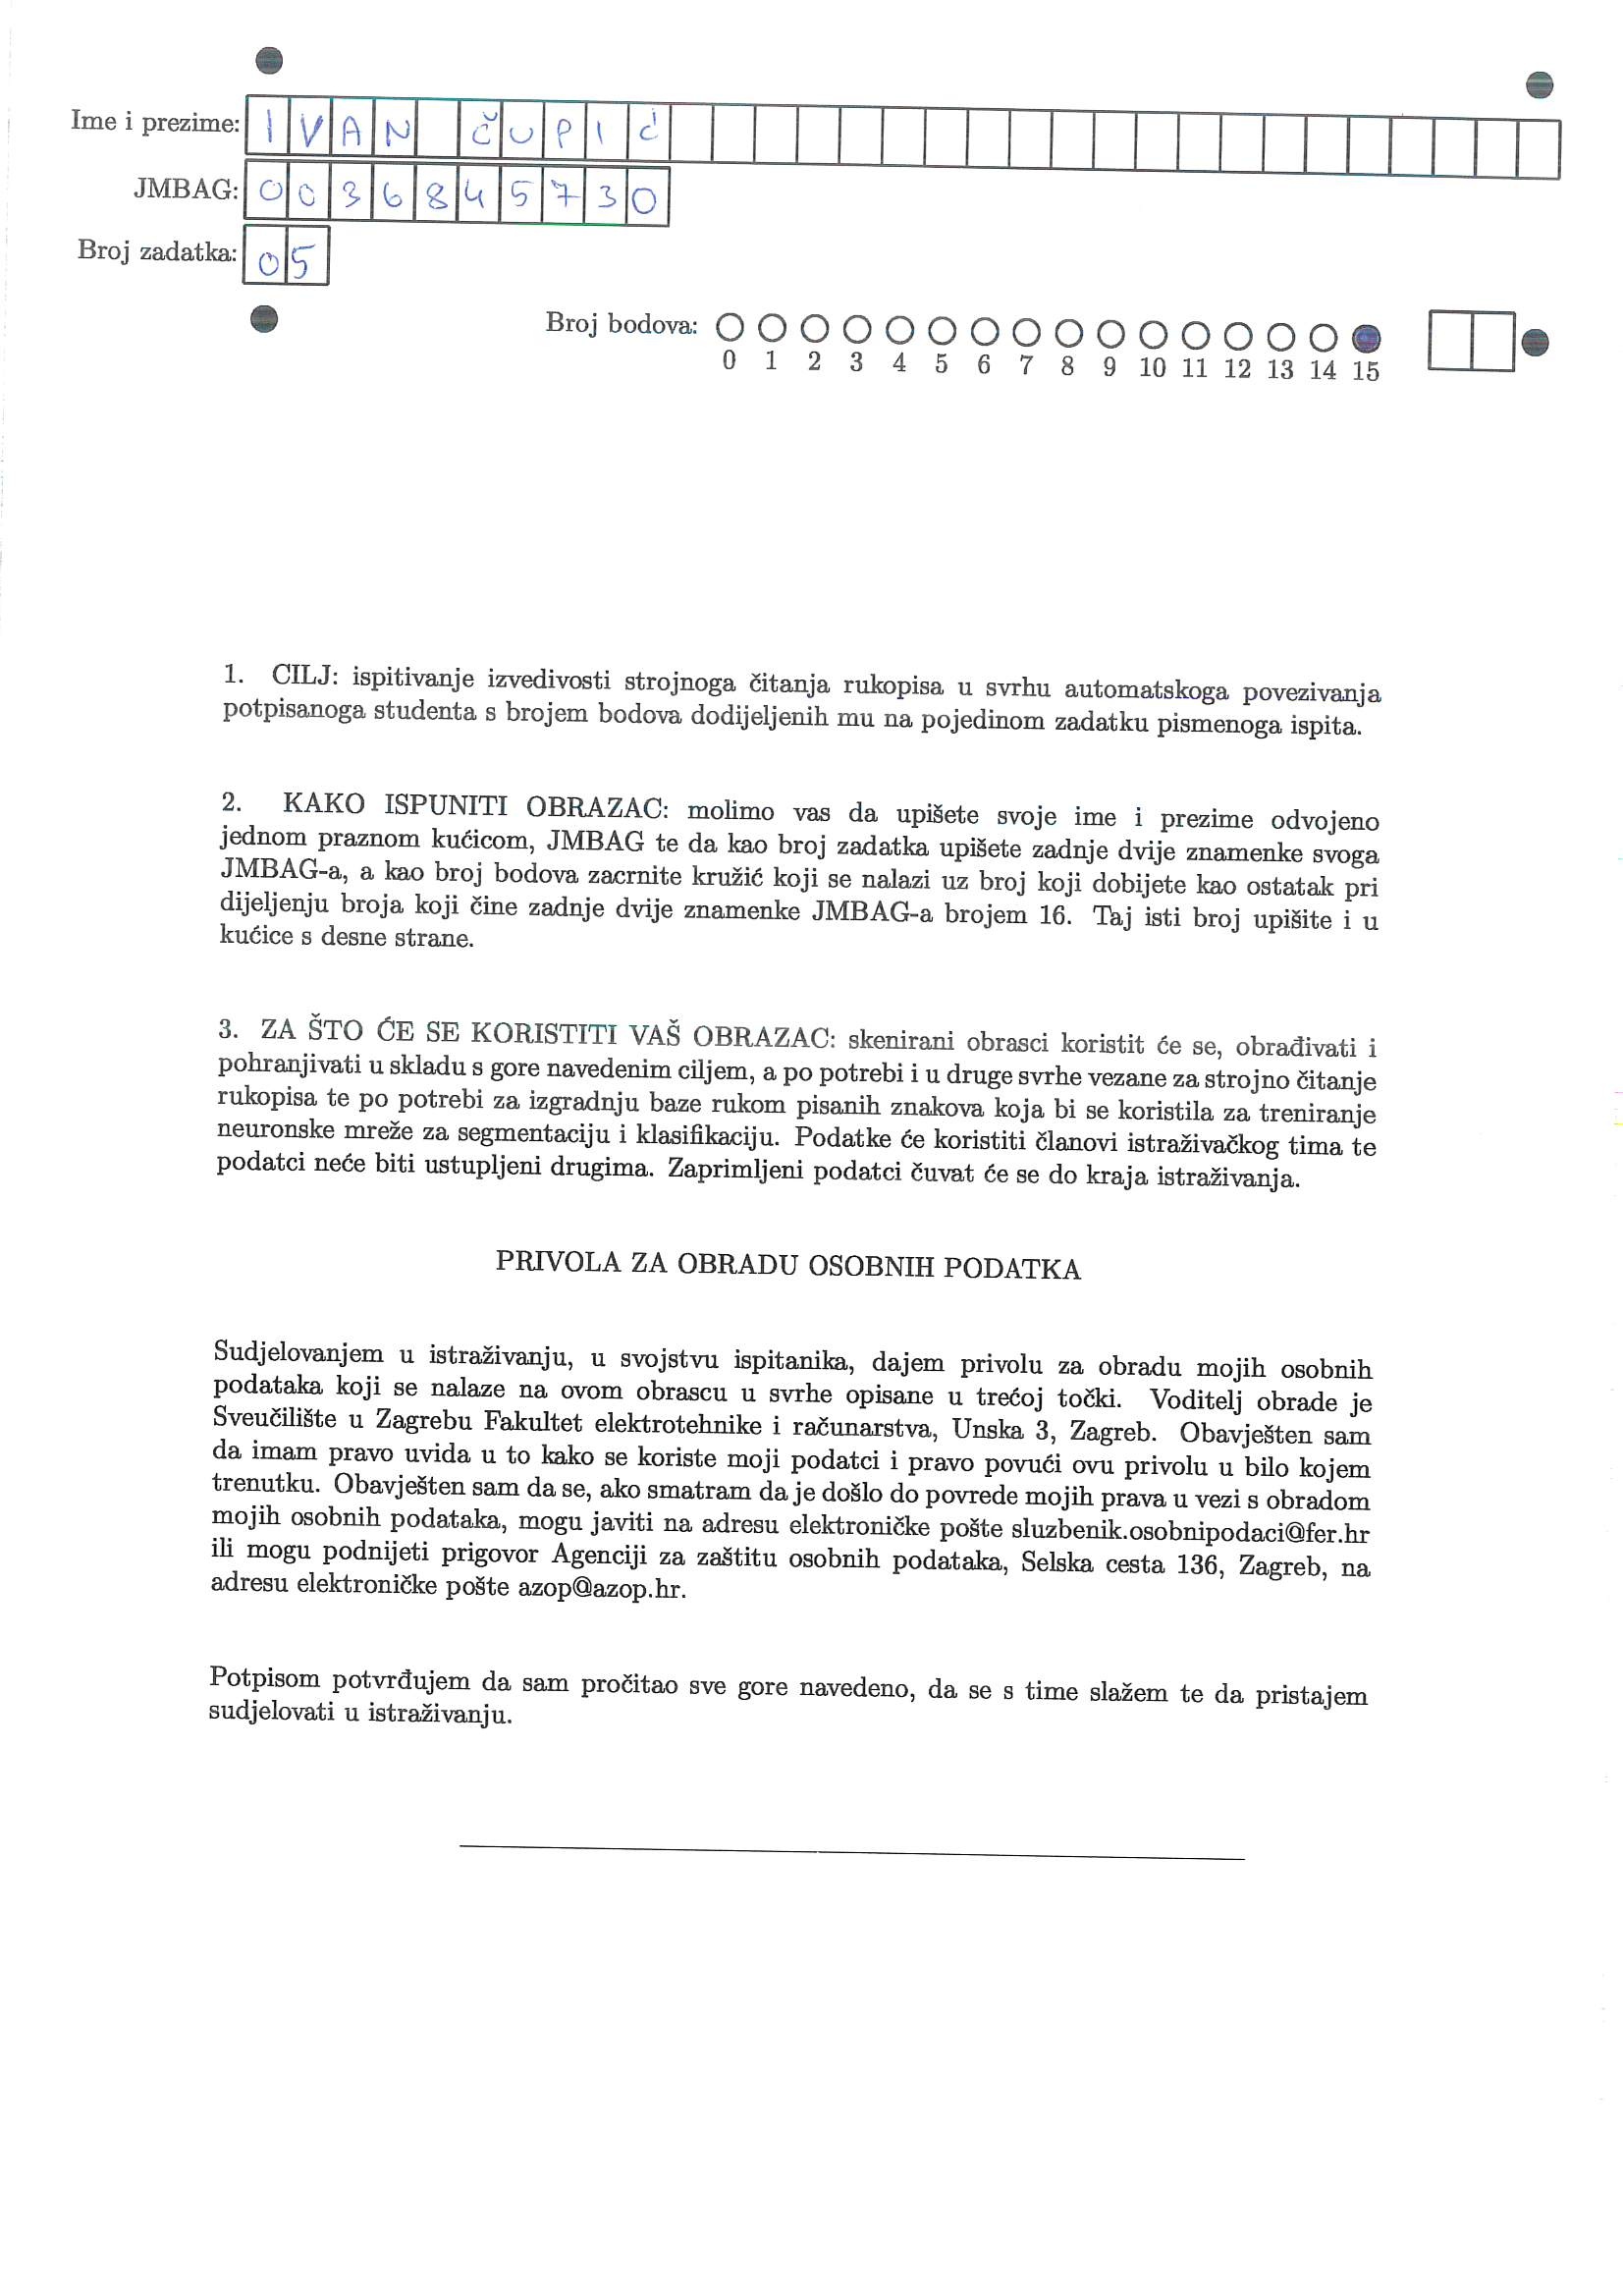 Ime i prezime: IVAN ČUPIĆ
JMBAG: 0036845730
Broj zadatka: 05
Broj bodova:
0 1 2 3 4 5 6 7 8 9 10 11 12 13 14 15
1. CILJ: ispitivanje izvedivosti strojnoga čitanja rukopisa u svrhu automatskoga povezivanja
potpisanoga studenta s brojem bodova dodijeljenih mu na pojedinom zadatku pismenoga ispita.
2. KAKO ISPUNITI OBRAZAC: molimo vas da upišete svoje ime i prezime odvojeno
jednom praznom kućicom, JMBAG te da kao broj zadatka upišete zadnje dvije znamenke svoga
JMBAG-a, a kao broj bodova zacrnite kružić koji se nalazi uz broj koji dobijete kao ostatak pri
dijeljenju broja koji čine zadnje dvije znamenke JMBAG-a brojem 16. Taj isti broj upišite i u
kućice s desne strane.
3. ZA ŠTO ĆE SE KORISTITI VAŠ OBRAZAC: skenirani obrasci koristit će se, obrađivati i
pohranjivati u skladu s gore navedenim ciljem, a po potrebi i u druge svrhe vezane za strojno čitanje
rukopisa te po potrebi za izgradnju baze rukom pisanih znakova koja bi se koristila za treniranje
neuronske mreže za segmentaciju i klasifikaciju. Podatke će koristiti članovi istraživačkog tima te
podatci neće biti ustupljeni drugima. Zaprimljeni podatci čuvat će se do kraja istraživanja.
PRIVOLA ZA OBRADU OSOBNIH PODATKA
Sudjelovanjem u istraživanju, u svojstvu ispitanika, dajem privolu za obradu mojih osobnih
podataka koji se nalaze na ovom obrascu u svrhe opisane u trećoj točki. Voditelj obrade je
Sveučilište u Zagrebu Fakultet elektrotehnike i računarstva, Unska 3, Zagreb. Obavješten sam
da imam pravo uvida u to kako se koriste moji podatci i pravo povući ovu privolu u bilo kojem
trenutku. Obavješten sam da se, ako smatram da je došlo do povrede mojih prava u vezi s obradom
mojih osobnih podataka, mogu javiti na adresu elektroničke pošte sluzbenik.osobnipodaci@fer.hr
ili mogu podnijeti prigovor Agenciji za zaštitu osobnih podataka, Selska cesta 136, Zagreb, na
adresu elektroničke pošte azop@azop.hr.
Potpisom potvrđujem da sam pročitao sve gore navedeno, da se s time slažem te da pristajem
sudjelovati u istraživanju.